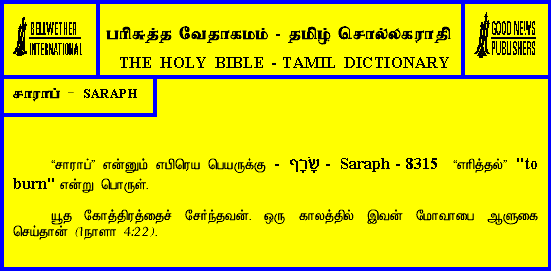 BELLWETHER
INTERNATIONAL
பரிசுத்த வேதாகமம் - தமிழ் சொல்லகராதி
THE HOLY BIBLE - TAMIL DICTIONARY
GOOD NEWS
PUBLISHERS
சாராப் - SARAPH
“சாராப்” என்னும் எபிரெய பெயருக்கு - שָׂרָף - Saraph - 8315 “எரித்தல்” "to
burn" என்று பொருள்.
யூத கோத்திரத்தைச் சேர்ந்தவன். ஒரு காலத்தில் இவன் மோவாபை ஆளுகை
செய்தான் (1நாளா 4:22).